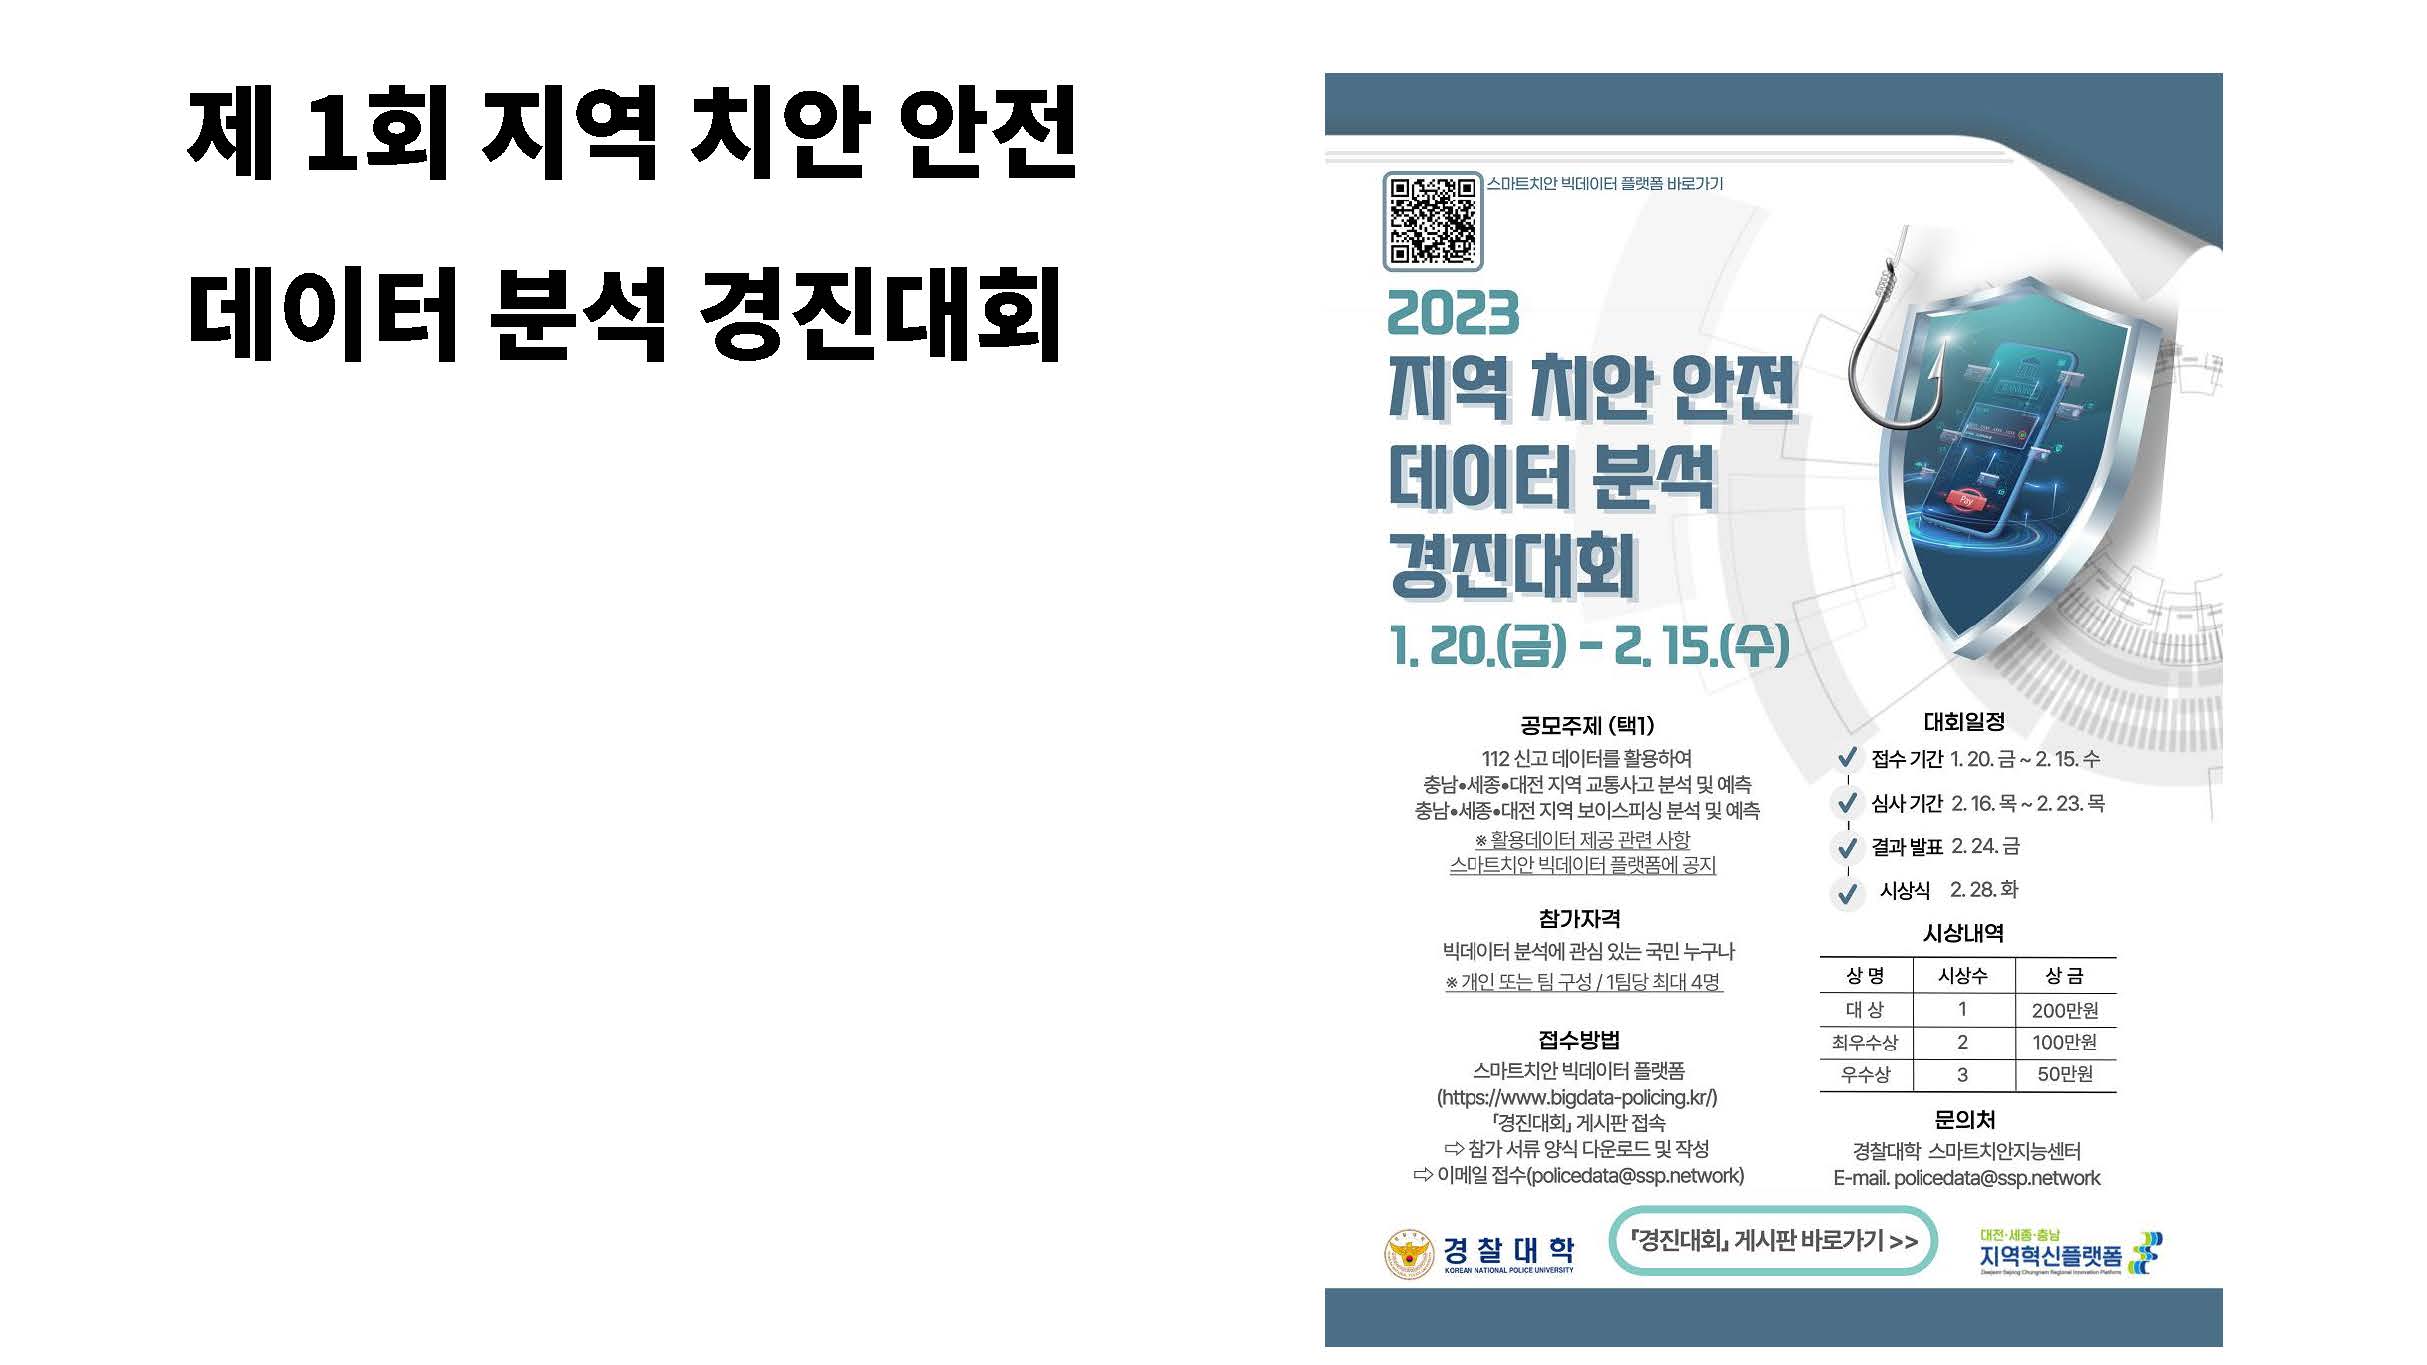 제 1회 지역 치안 안전
데이터 분석 경진대회
스마트치안 빅데이터 플랫폼 바로가기
2023
지역 치안 안전
데이터 분석
경진대회
1. 20.(금) - 2. 15.(수)
공모주제 (택1)
112 신고 데이터를 활용하여
충남•세종•대전 지역 교통사고 분석 및 예측
충남•세종•대전 지역 보이스피싱 분석 및 예측
※ 활용데이터 제공 관련 사항
스마트치안 빅데이터 플랫폼에 공지
참가자격
빅데이터 분석에 관심 있는 국민 누구나
※ 개인 또는 팀 구성 / 1팀당 최대 4명
접수방법
스마트치안 빅데이터 플랫폼
(https://www.bigdata-policing.kr/)
「경진대회」 게시판 접속
⇨ 참가 서류 양식 다운로드 및 작성
⇨ 이메일 접수(policedata@ssp.network)
대회일정
접수 기간 1. 20. 금 ~ 2. 15. 수
심사 기간 2. 16. 목 ~ 2. 23. 목
결과 발표 2. 24. 금
시상식 2. 28. 화
시상내역
상 명 시상수 상 금
대 상 1 200만원
최우수상 2 100만원
우수상 3 50만원
문의처
경찰대학 스마트치안지능센터
E-mail. policedata@ssp.network
Pay
경찰대학
KOREAN NATIONAL POLICE UNIVERSITY
「경진대회」 게시판 바로가기 >>
대전·세종·충남
지역혁신플랫폼